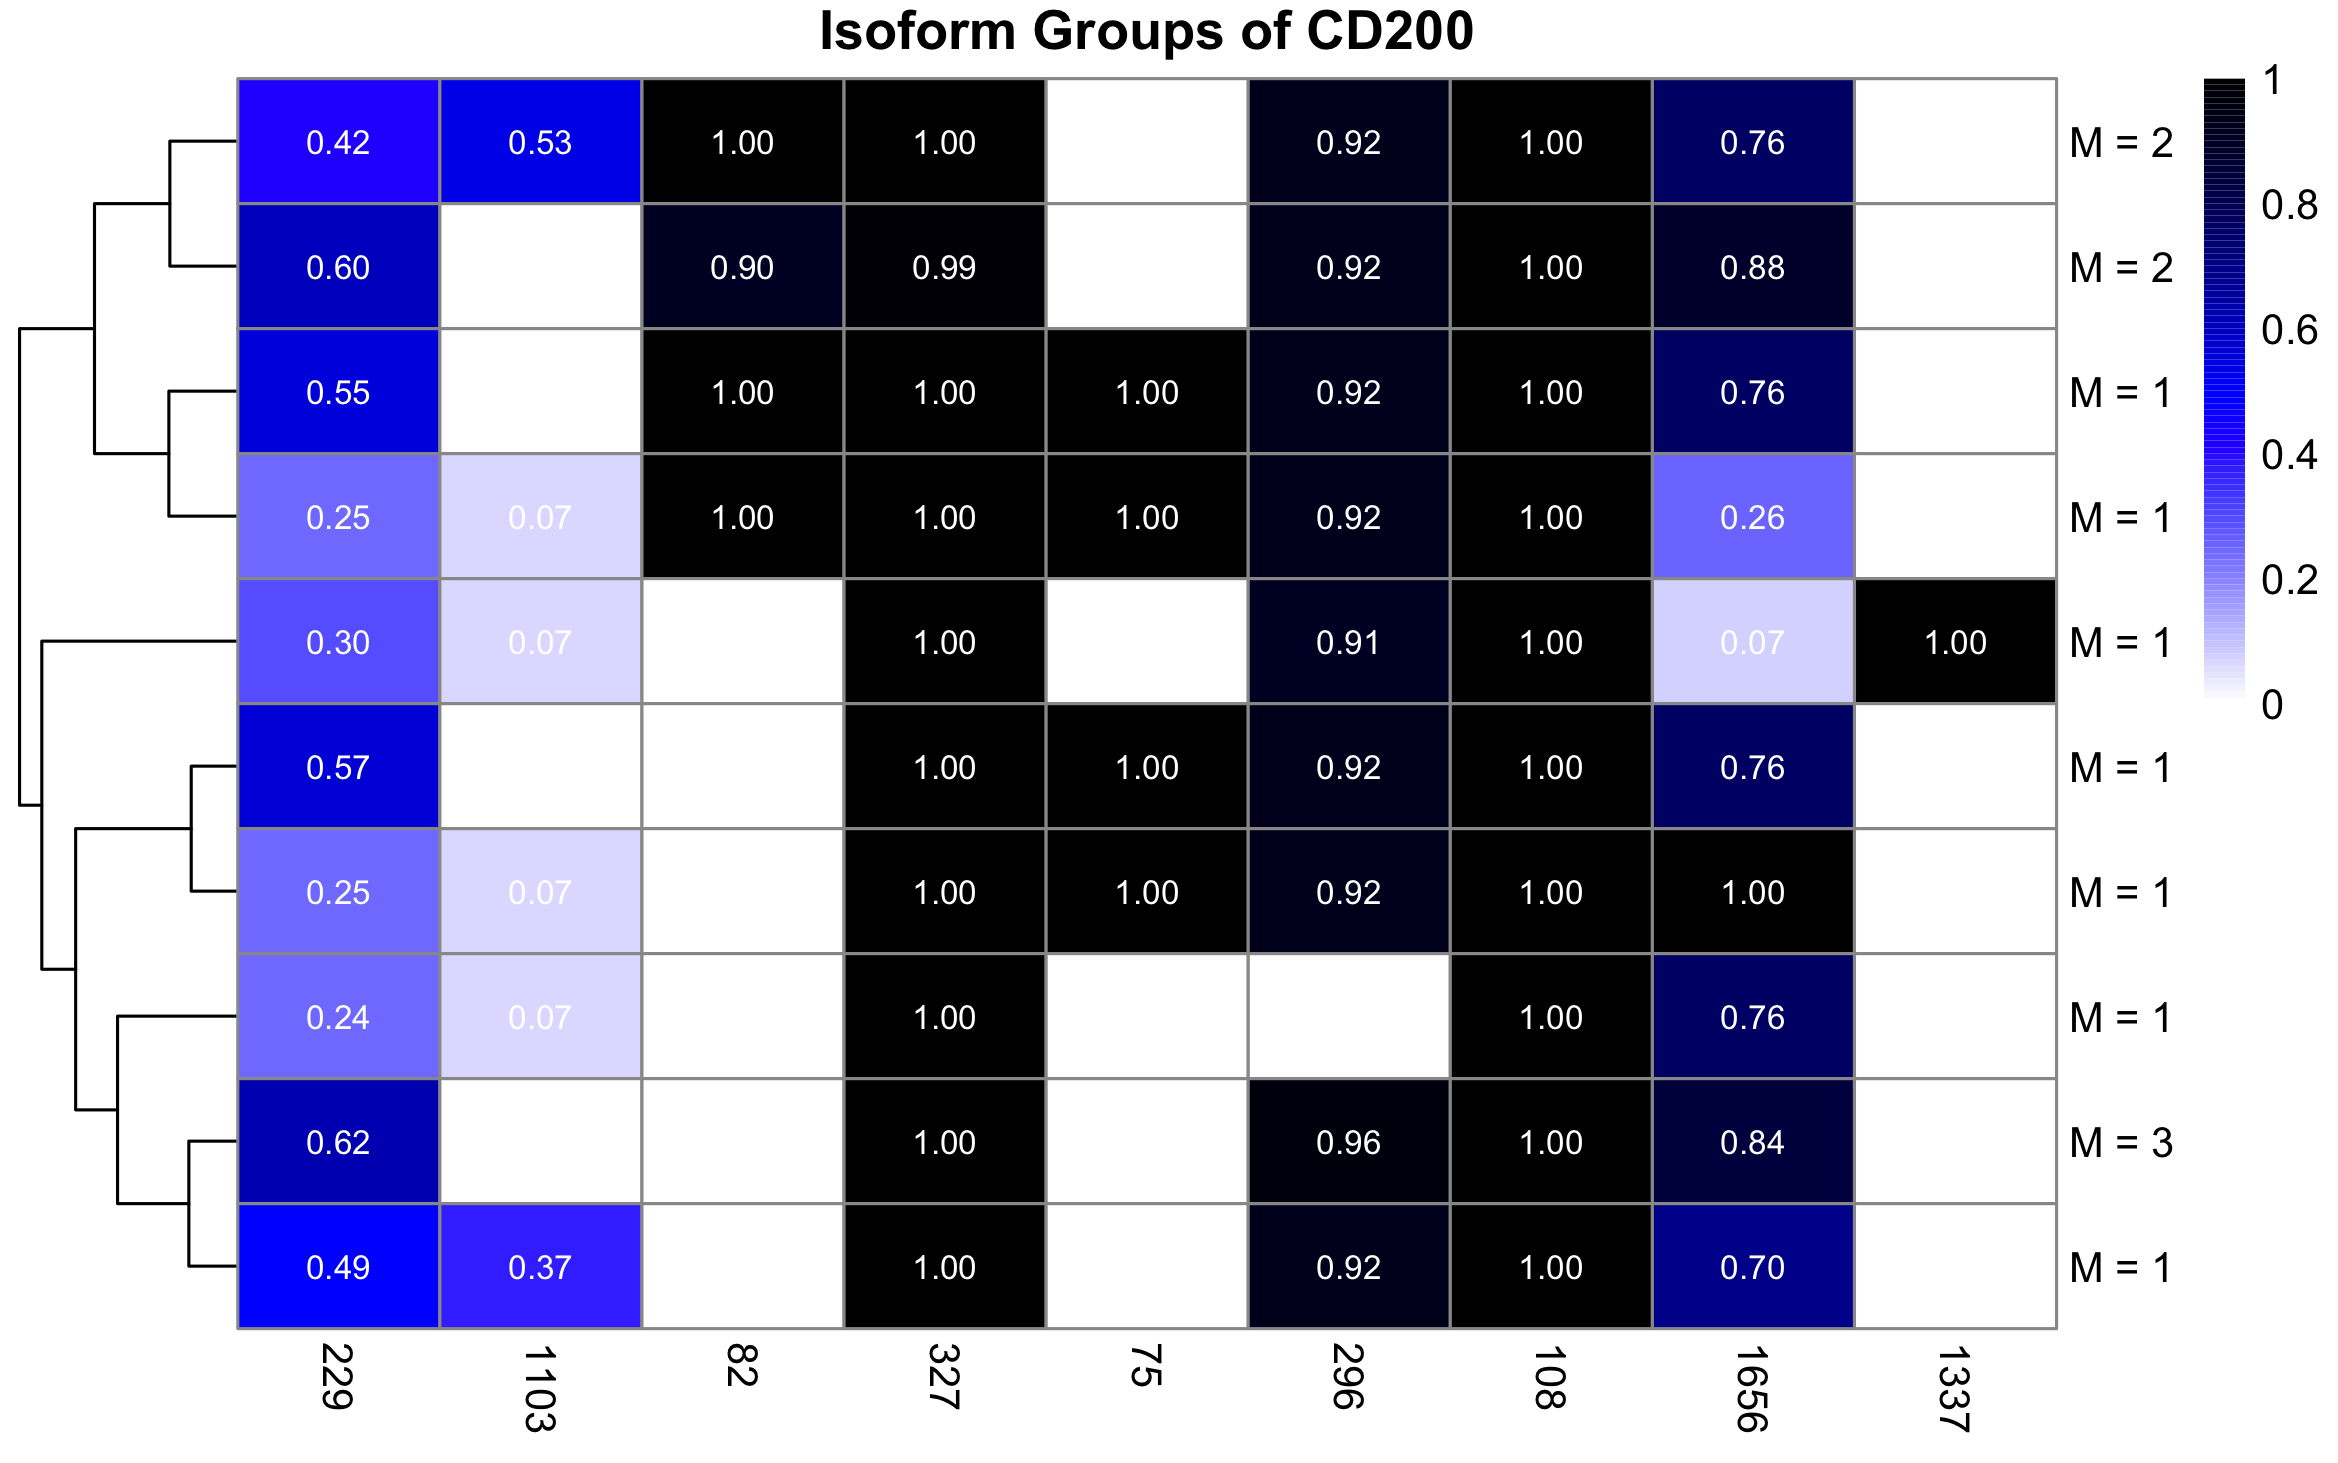 Isoform Groups of CD200
0.42 0.53 1.00 1.00 0.92 1.00 0.76 M = 2
0.60 0.90 0.99 0.92 1.00 0.88 M = 2
0.55 1.00 1.00 1.00 0.92 1.00 0.76 M = 1
0.25 0.07 1.00 1.00 1.00 0.92 1.00 0.26 M = 1
0.30 0.07 1.00 0.91 1.00 0.07 1.00 M = 1
0.57 1.00 1.00 0.92 1.00 0.76 M = 1
0.25 0.07 1.00 1.00 0.92 1.00 1.00 M = 1
0.24 0.07 1.00 1.00 0.76 M = 1
0.62 1.00 0.96 1.00 0.84 M = 3
0.49 0.37 1.00 0.92 1.00 0.70 M = 1
229 1103 82 327 75 296 108 1656 1337
1
0.8
0.6
0.4
0.2
0